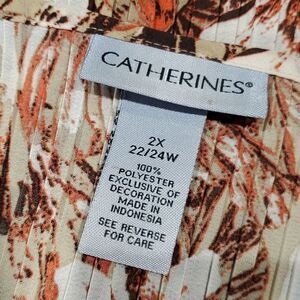 CATHERINES®
2X
22/24W
100%
POLYESTER
EXCLUSIVE OF
DECORATION
MADE IN
INDONESIA
SEE REVERSE
FOR CARE